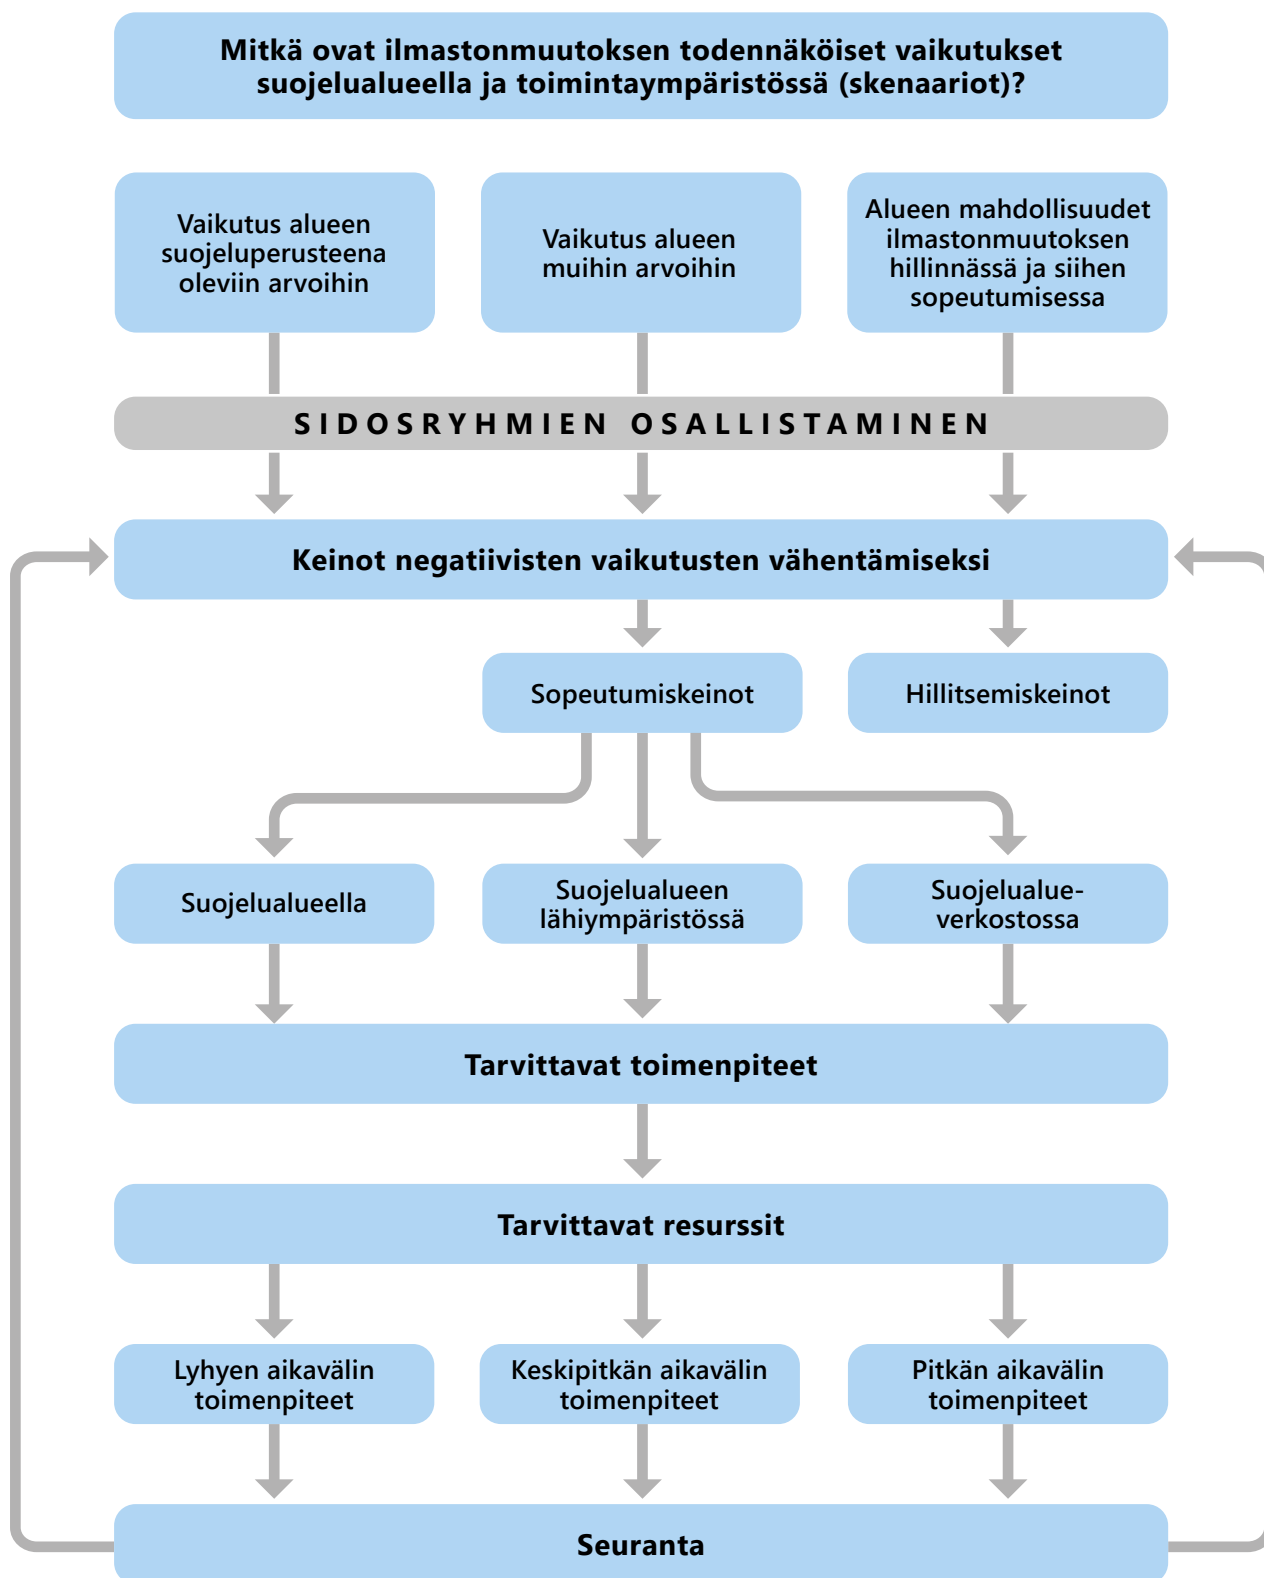 Mitkä ovat ilmastonmuutoksen todennäköiset vaikutukset
suojelualueella ja toimintaympäristössä (skenaariot)?
Vaikutus alueen
suojeluperusteena
oleviin arvoihin
Vaikutus alueen
muihin arvoihin
Alueen mahdollisuudet
ilmastonmuutoksen
hillinnässä ja siihen
sopeutumisessa
SIDOSRYHMIEN OSALLISTAMINEN
Keinot negatiivisten vaikutusten vähentämiseksi
Sopeutumiskeinot
Hillitsemiskeinot
Suojelualueella
Suojelualueen
lähiympäristössä
Suojelualue-
verkostossa
Tarvittavat toimenpiteet
Tarvittavat resurssit
Lyhyen aikavälin
toimenpiteet
Keskipitkän aikavälin
toimenpiteet
Pitkän aikavälin
toimenpiteet
Seuranta